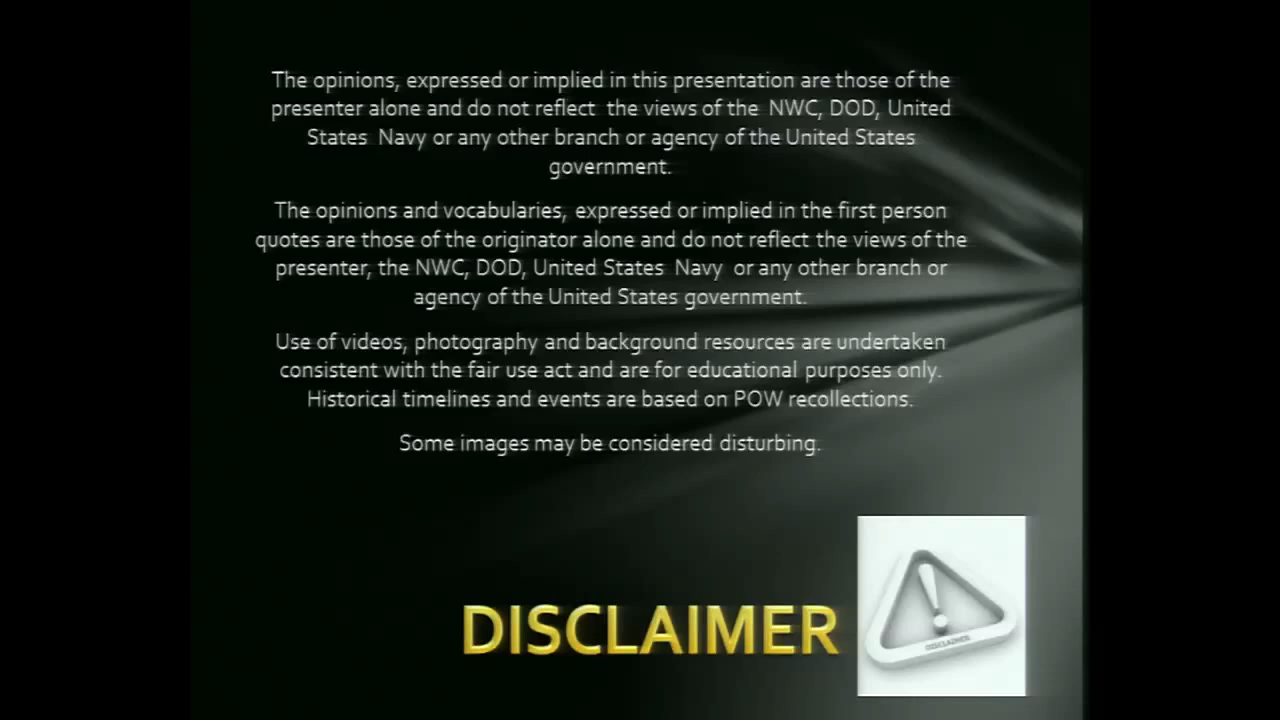 The opinions, expressed or implied in this presentation are those of the
presenter alone and do not reflect the views of the NWC, DOD, United
States Navy or any other branch or agency of the United States
government.
The opinions and vocabularies, expressed or implied in the first person
quotes are those of the originator alone and do not reflect the views of the
presenter, the NWC, DOD, United States Navy or any other branch or
agency of the United States government.
Use of videos, photography and background resources are undertaken
consistent with the fair use act and are for educational purposes only.
Historical timelines and events are based on POW recollections.
Some images may be considered disturbing.
DISCLAIMER
DISCLAIMER